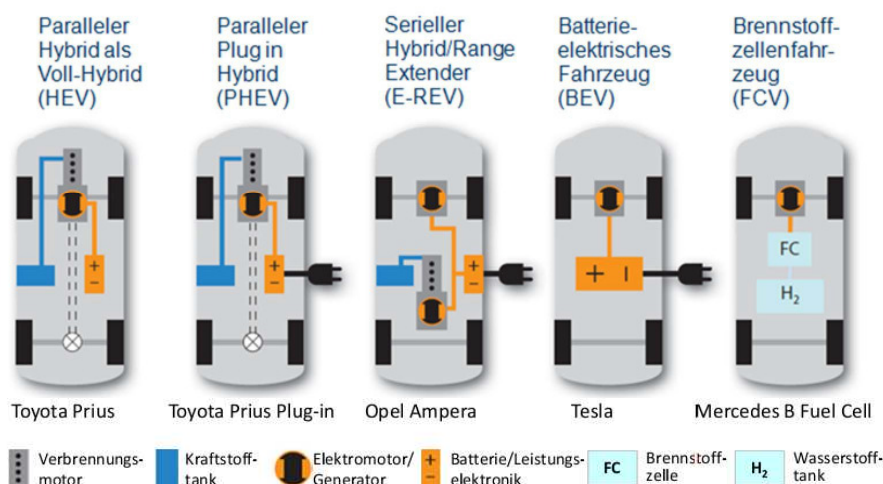 Paralleler
Hybrid als
Voll-Hybrid
(HEV)
Paralleler
Plug in
Hybrid
(PHEV)
Serieller
Hybrid/Range
Extender
(E-REV)
Batterie-
elektrisches
Fahrzeug
(BEV)
Brennstoff-
zellenfahr-
zeug
(FCV)
+
–
+
–
+
–
+ –
FC
H₂
Toyota Prius
Toyota Prius Plug-in
Opel Ampera
Tesla
Mercedes B Fuel Cell
Verbrennungs-
motor
Kraftstoff-
tank
Elektromotor/
Generator
+
–
Batterie/Leistungs-
elektronik
FC
Brennstoff-
zelle
H₂
Wasserstoff-
tank